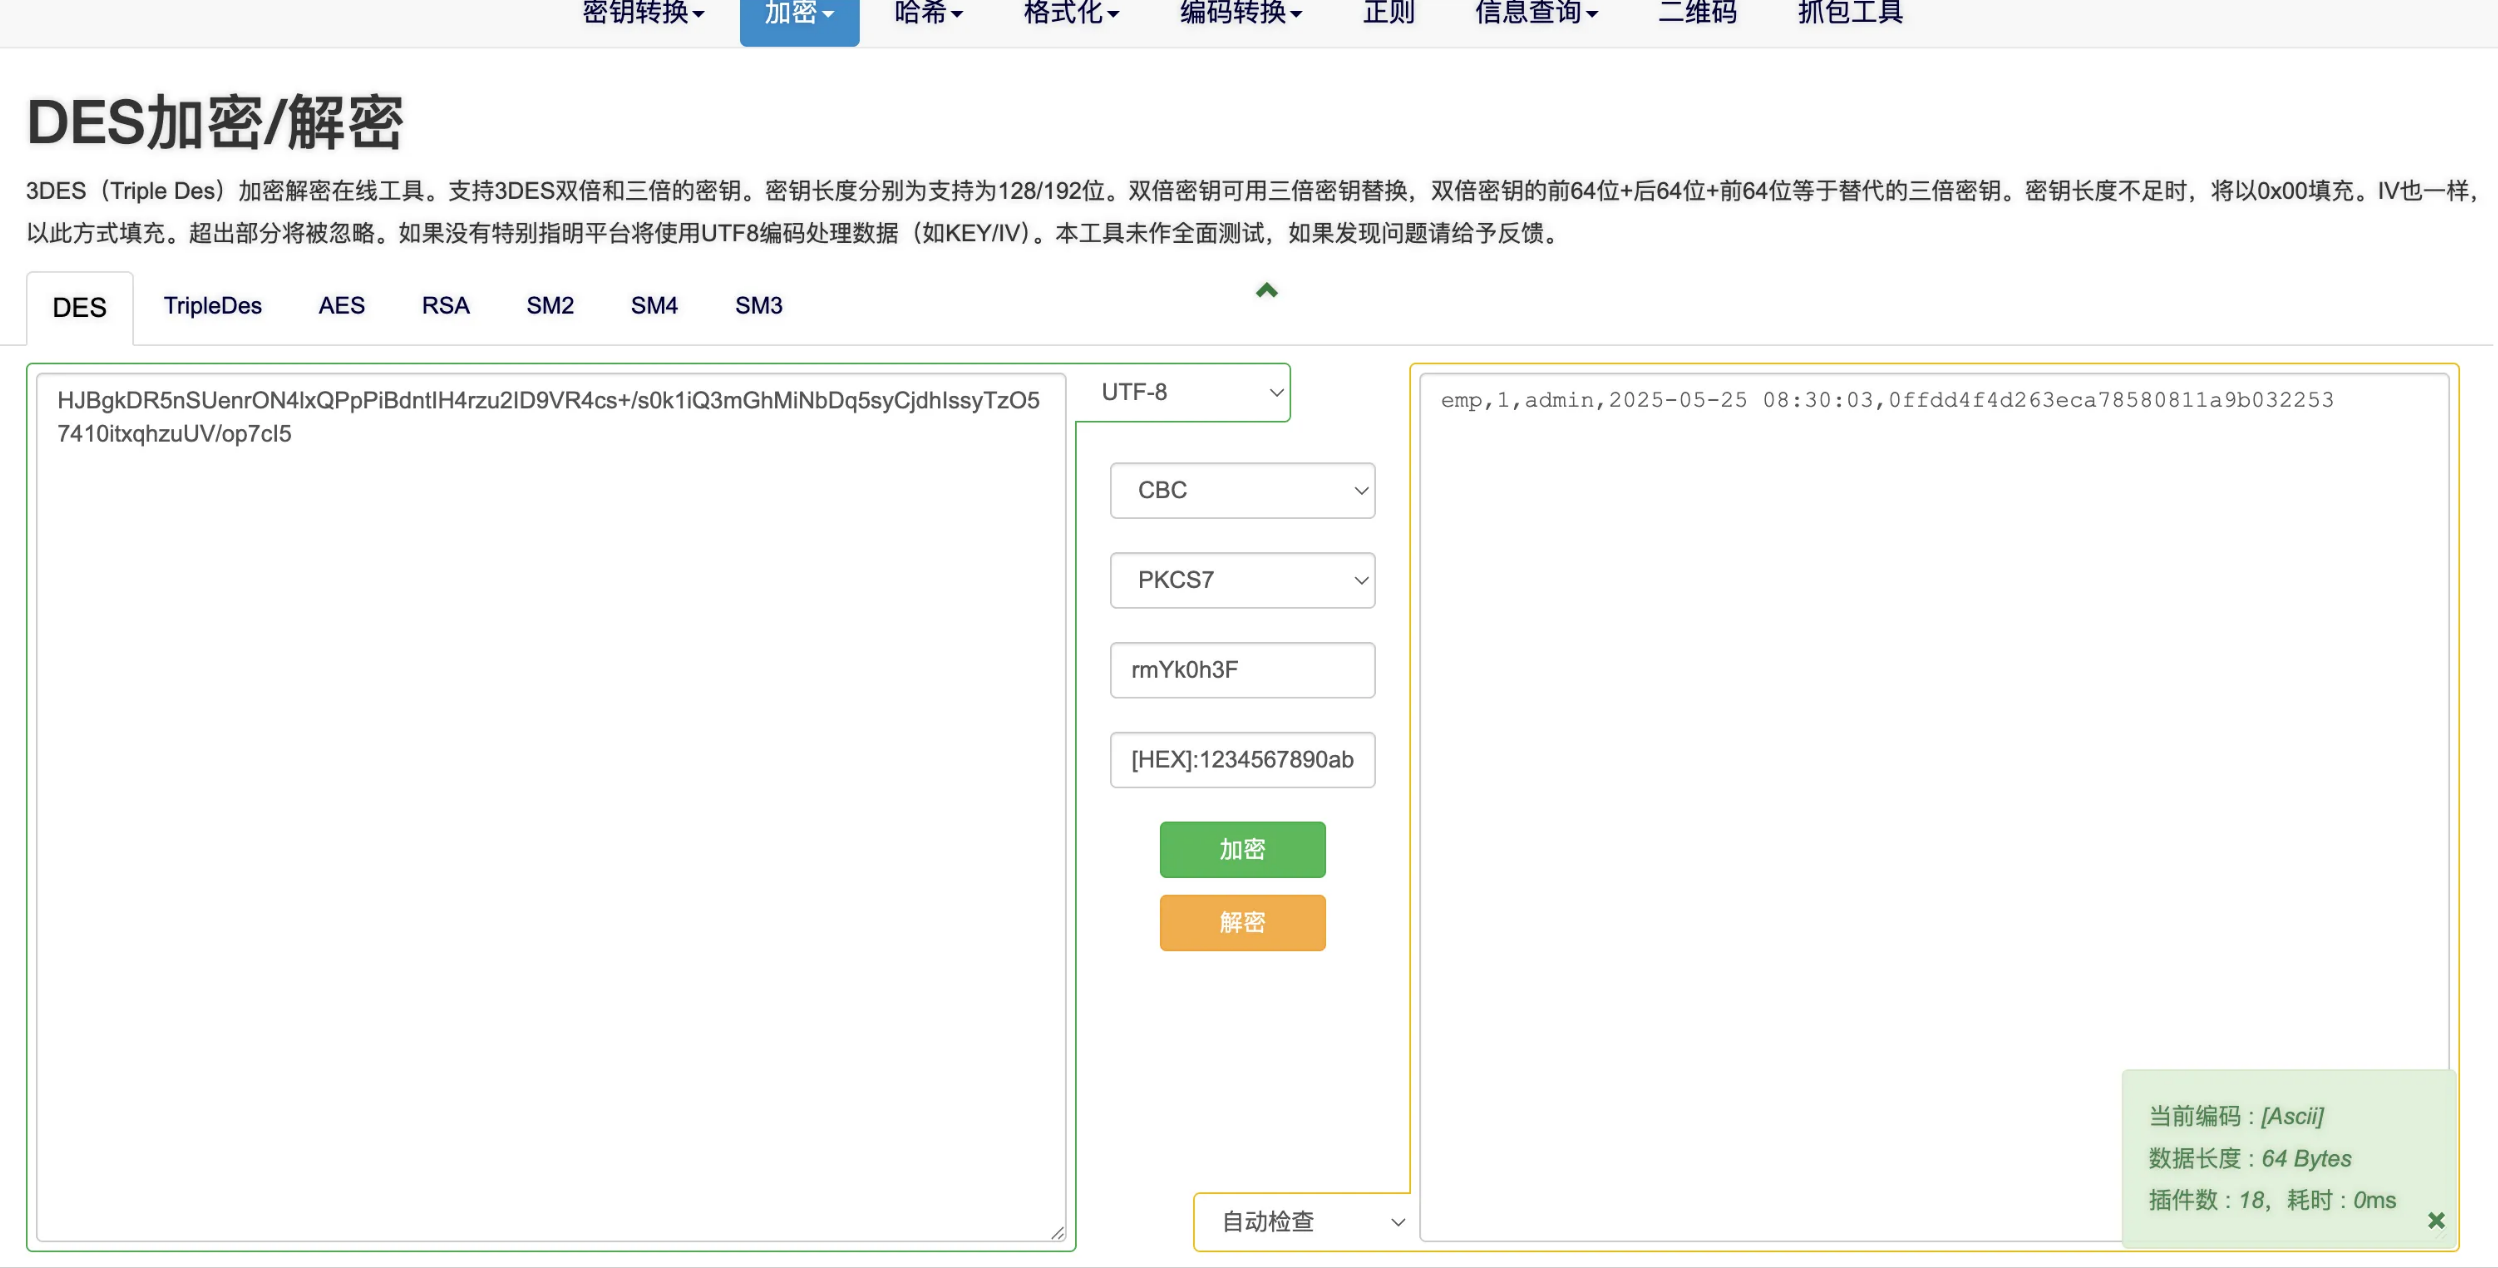 密钥转换 加密 哈希 格式化 编码转换 正则 信息查询 二维码 抓包工具
DES加密/解密
3DES（Triple Des）加密解密在线工具。支持3DES双倍和三倍的密钥。密钥长度分别为支持为128/192位。双倍密钥可用三倍密钥替换，双倍密钥的前64位+后64位+前64位等于替代的三倍密钥。密钥长度不足时，将以0x00填充。IV也一样，
以此方式填充。超出部分将被忽略。如果没有特别指明平台将使用UTF8编码处理数据（如KEY/IV）。本工具未作全面测试，如果发现问题请给予反馈。
DES TripleDes AES RSA SM2 SM4 SM3
HJBgkDR5nSUenrON4lxQPpPiBdntIH4rzu2ID9VR4cs+/s0k1iQ3mGhMiNbDq5syCjdhIssyTzO5
7410itxqhzuUV/op7cI5
UTF-8
CBC
PKCS7
rmYk0h3F
[HEX]:1234567890ab
加密
解密
自动检查
emp,1,admin,2025-05-25 08:30:03,0ffdd4f4d263eca78580811a9b032253
当前编码 : [Ascii]
数据长度 : 64 Bytes
插件数 : 18，耗时 : 0ms